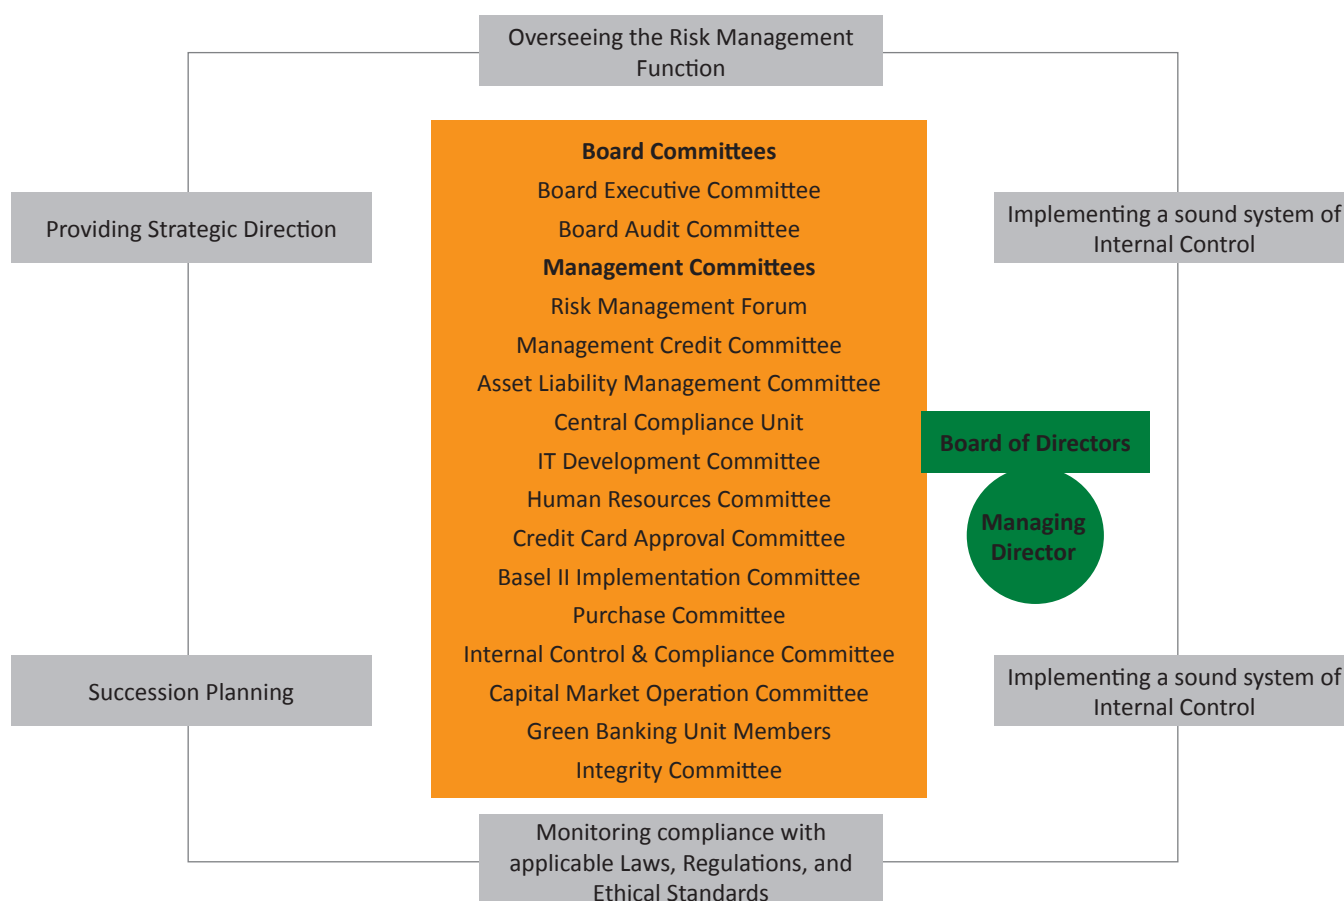 Overseeing the Risk Management
Function
Providing Strategic Direction
Implementing a sound system of
Internal Control
Board Committees
Board Executive Committee
Board Audit Committee
Management Committees
Risk Management Forum
Management Credit Committee
Asset Liability Management Committee
Central Compliance Unit
IT Development Committee
Human Resources Committee
Credit Card Approval Committee
Basel II Implementation Committee
Purchase Committee
Internal Control & Compliance Committee
Capital Market Operation Committee
Green Banking Unit Members
Integrity Committee
Board of Directors
Managing
Director
Succession Planning
Implementing a sound system of
Internal Control
Monitoring compliance with
applicable Laws, Regulations, and
Ethical Standards